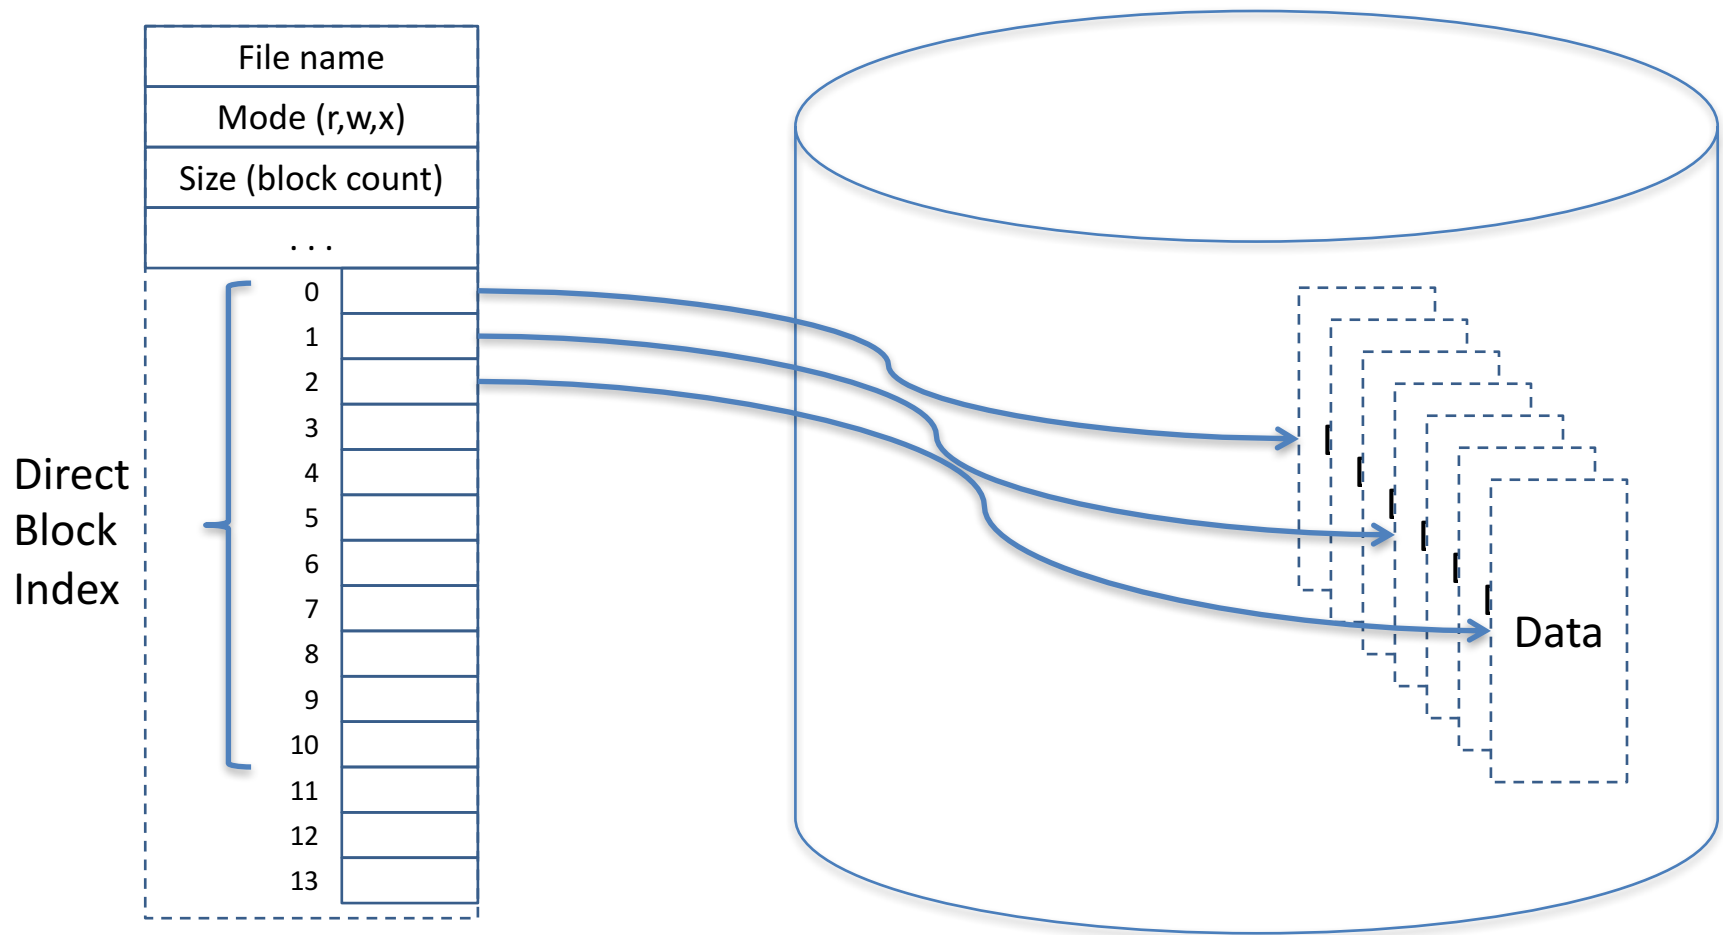 File name
Mode (r,w,x)
Size (block count)
. . .
0
1
2
3
4
5
6
7
8
9
10
11
12
13
Direct
Block
Index
Data